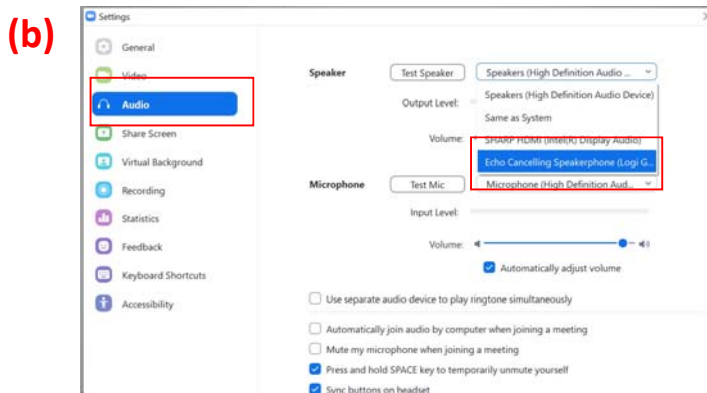 (b)
Settings
General
Video
Audio
Share Screen
Virtual Background
Recording
Statistics
Feedback
Keyboard Shortcuts
Accessibility
Speaker
Test Speaker
Speakers (High Definition Audio ...
Speakers (High Definition Audio Device)
Same as System
SHARP HDMI (Intel(R) Display Audio)
Echo Cancelling Speakerphone (Logi G...
Output Level:
Volume:
Microphone
Test Mic
Microphone (High Definition Aud...
Input Level:
Volume:
Automatically adjust volume
Use separate audio device to play ringtone simultaneously
Automatically join audio by computer when joining a meeting
Mute my microphone when joining a meeting
Press and hold SPACE key to temporarily unmute yourself
Sync buttons on headset